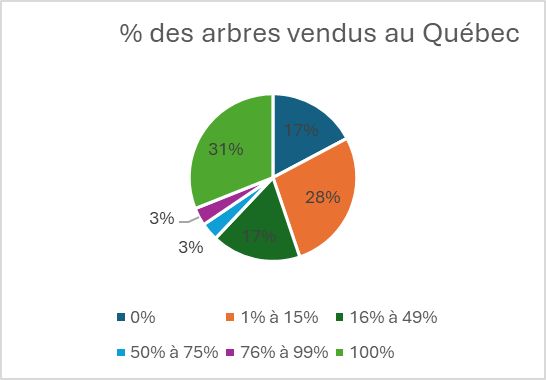 % des arbres vendus au Québec
17%
31%
28%
3%
17%
3%
0% 1% à 15% 16% à 49%
50% à 75% 76% à 99% 100%